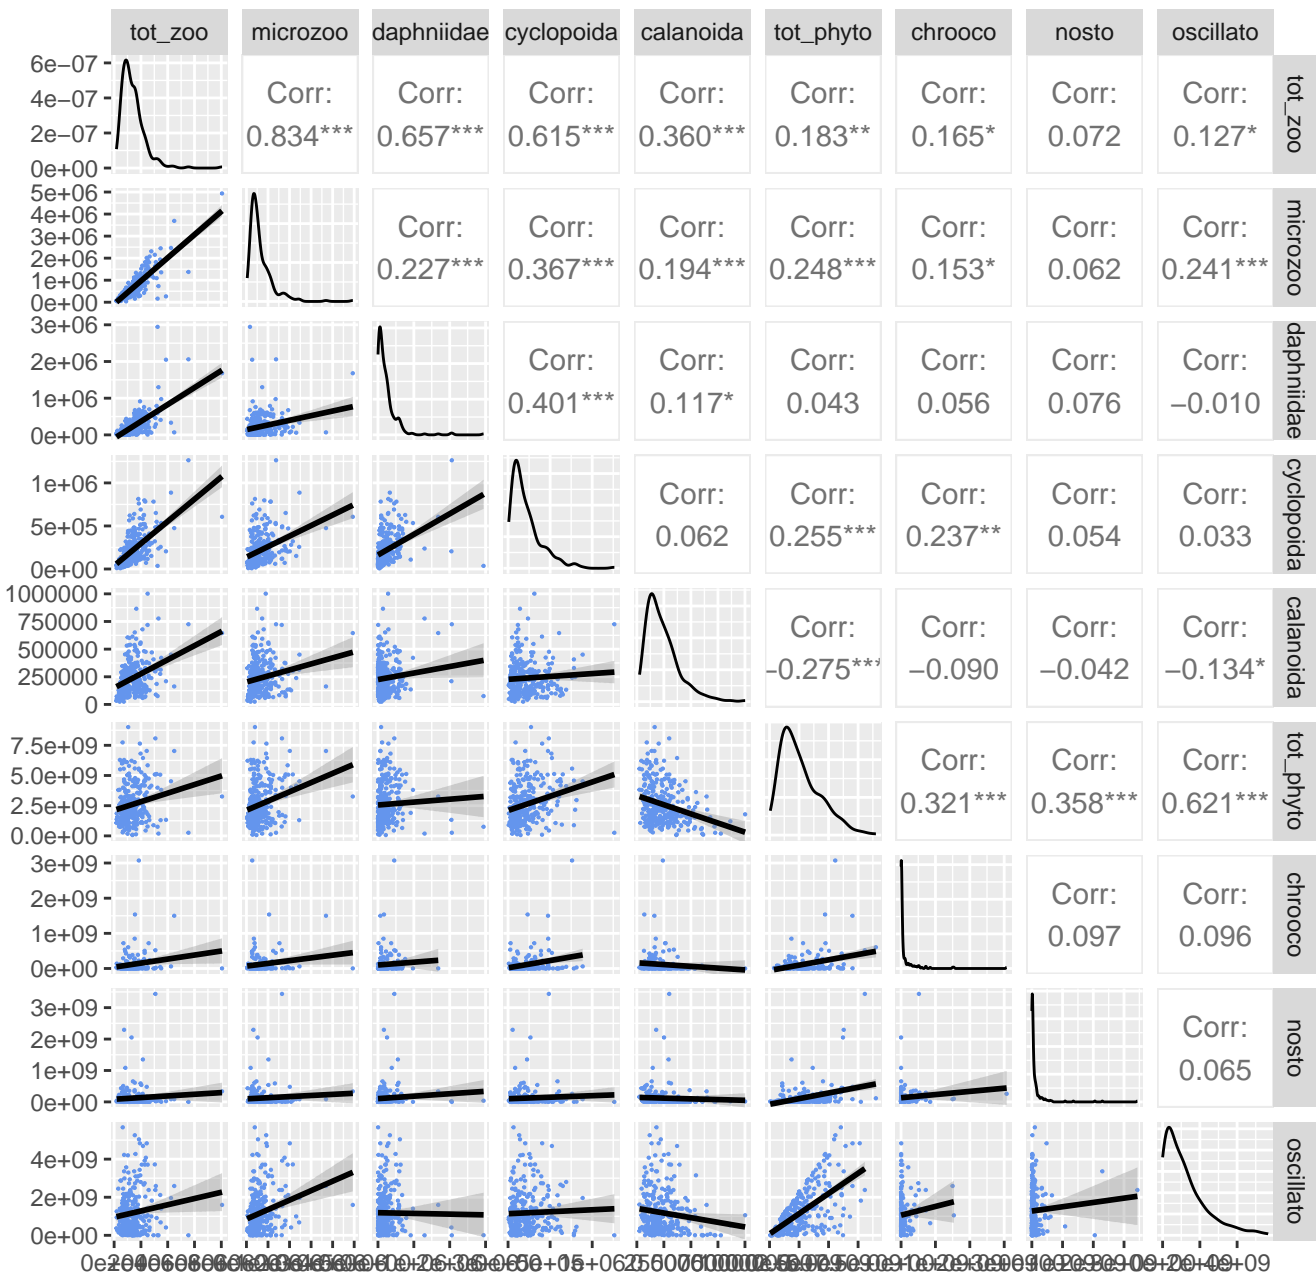 tot_zoo microzoo daphniidae cyclopoida calanoida tot_phyto chrooco nosto oscillato
6e−07
4e−07
2e−07
0e+00
Corr: Corr: Corr: Corr: Corr: Corr: Corr: Corr:
0.834*** 0.657*** 0.615*** 0.360*** 0.183** 0.165* 0.072 0.127*
tot_zoo
5e+06
4e+06
3e+06
2e+06
1e+06
0e+00
Corr: Corr: Corr: Corr: Corr: Corr: Corr:
0.227*** 0.367*** 0.194*** 0.248*** 0.153* 0.062 0.241***
microzoo
3e+06
2e+06
1e+06
0e+00
Corr: Corr: Corr: Corr: Corr: Corr:
0.401*** 0.117* 0.043 0.056 0.076 −0.010
daphniidae
1e+06
5e+05
0e+00
Corr: Corr: Corr: Corr: Corr:
0.062 0.255*** 0.237** 0.054 0.033
cyclopoida
1000000
750000
500000
250000
0
Corr: Corr: Corr: Corr:
−0.275*** −0.090 −0.042 −0.134*
calanoida
7.5e+09
5.0e+09
2.5e+09
0.0e+00
Corr: Corr: Corr:
0.321*** 0.358*** 0.621***
tot_phyto
3e+09
2e+09
1e+09
0e+00
Corr: Corr:
0.097 0.096
chrooco
3e+09
2e+09
1e+09
0e+00
Corr:
0.065
nosto
4e+09
2e+09
0e+00
oscillato